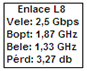 Enlace L8
Vele: 2,5 Gbps
Bopt: 1,87 GHz
Bele: 1,33 GHz
Pérd: 3,27 db